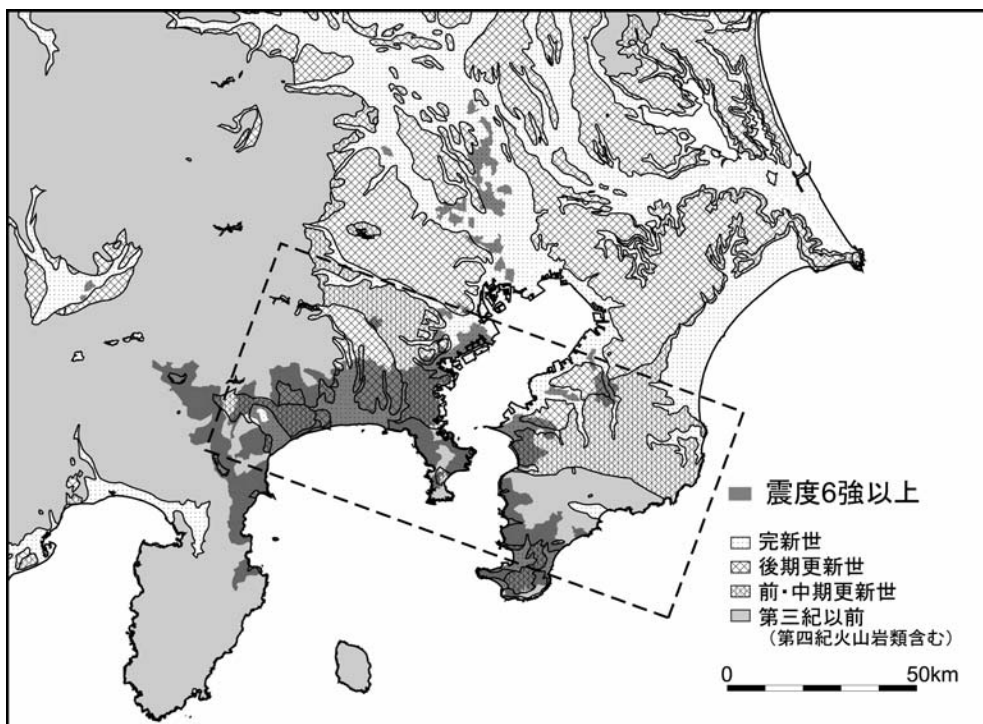 震度6強以上
完新世
後期更新世
前・中期更新世
第三紀以前
(第四紀火山岩類含む)
0 50km